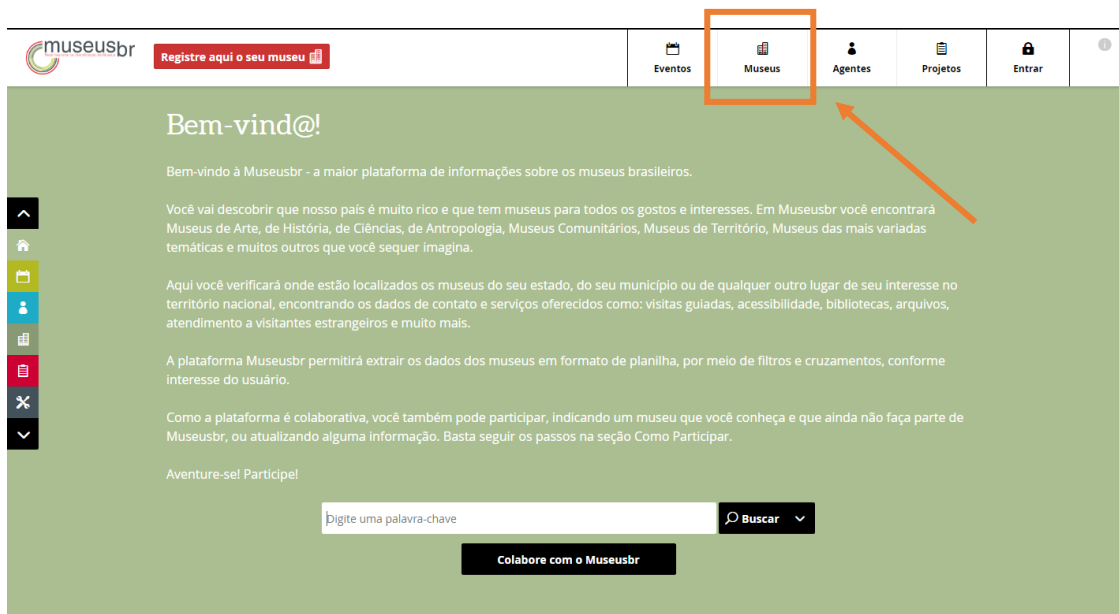 museusbr
Registre aqui o seu museu
Eventos
Museus
Agentes
Projetos
Entrar
Bem-vind@!
Bem-vindo à Museusbr - a maior plataforma de informações sobre os museus brasileiros.
Você vai descobrir que nosso país é muito rico e que tem museus para todos os gostos e interesses. Em Museusbr você encontrará
Museus de Arte, de História, de Ciências, de Antropologia, Museus Comunitários, Museus de Território, Museus das mais variadas
temáticas e muitos outros que você sequer imagina.
Aqui você verificará onde estão localizados os museus do seu estado, do seu município ou de qualquer outro lugar de seu interesse no
território nacional, encontrando os dados de contato e serviços oferecidos como: visitas guiadas, acessibilidade, bibliotecas, arquivos,
atendimento a visitantes estrangeiros e muito mais.
A plataforma Museusbr permitirá extrair os dados dos museus em formato de planilha, por meio de filtros e cruzamentos, conforme
interesse do usuário.
Como a plataforma é colaborativa, você também pode participar, indicando um museu que você conheça e que ainda não faça parte de
Museusbr, ou atualizando alguma informação. Basta seguir os passos na seção Como Participar.
Aventure-se! Participe!
Digite uma palavra-chave
Buscar
Colabore com o Museusbr